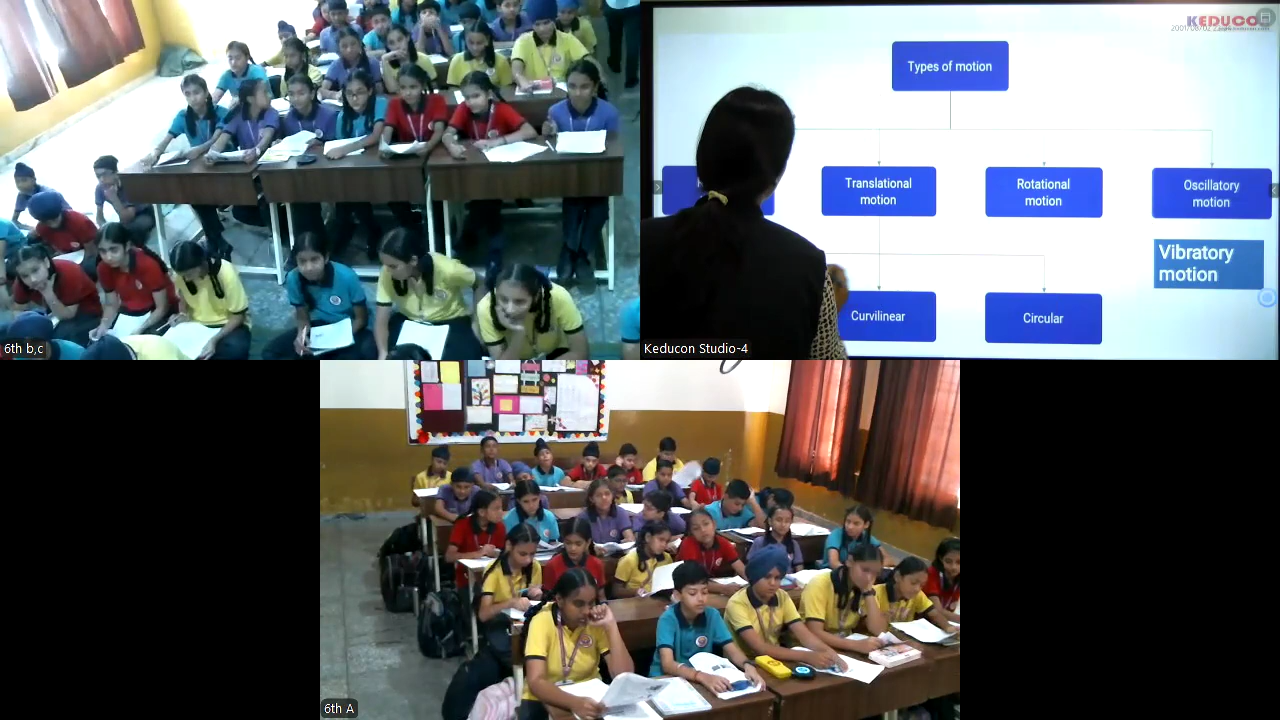 KEDUCO
Types of motion
Translational
motion
Rotational
motion
Oscillatory
motion
Vibratory
motion
Curvilinear
Circular
6th b,c
Keducon Studio-4
6th A